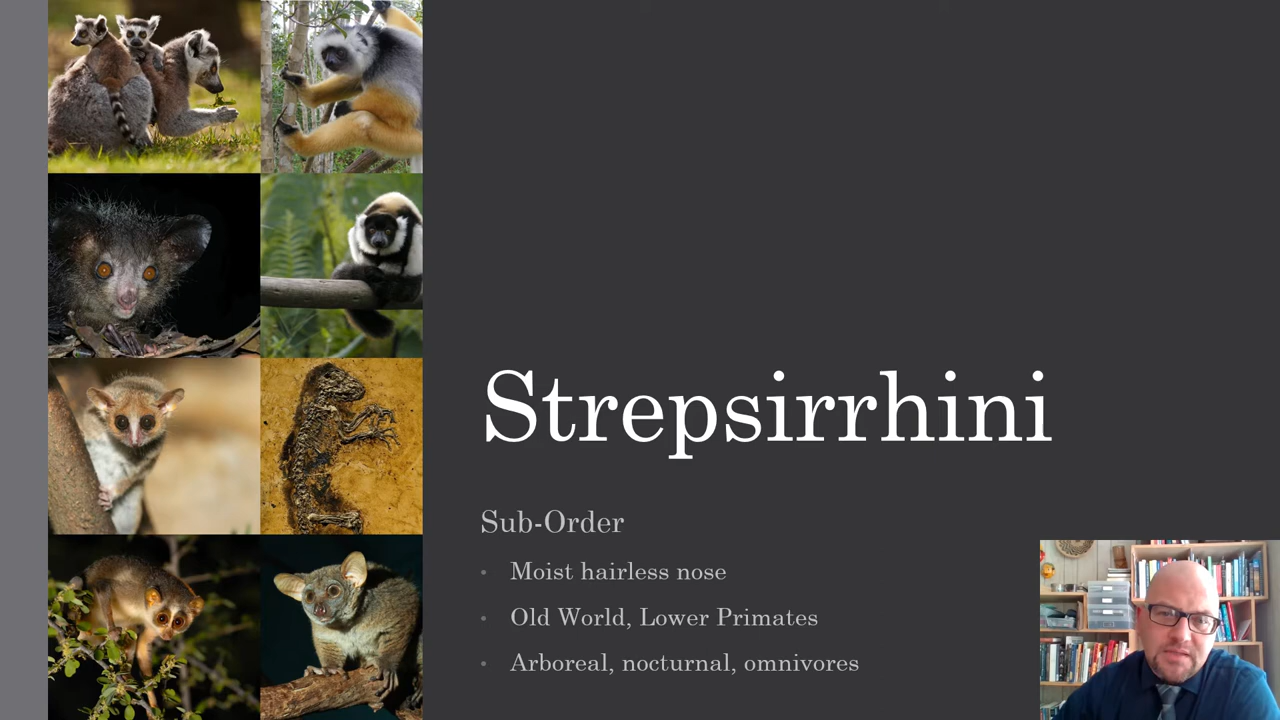 Strepsirrhini
Sub-Order
• Moist hairless nose
• Old World, Lower Primates
• Arboreal, nocturnal, omnivores